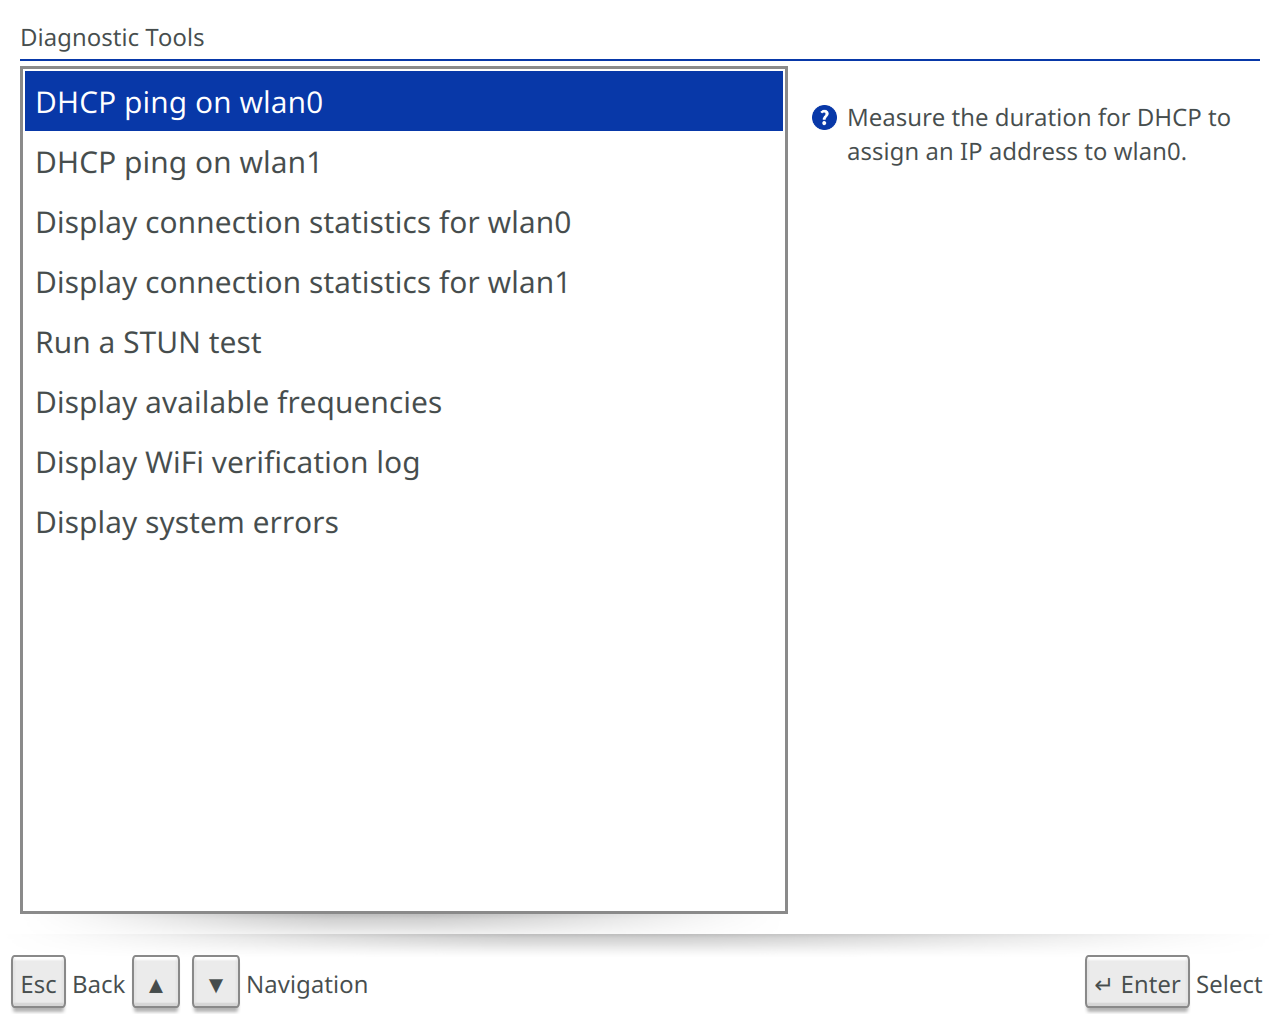 Diagnostic Tools
DHCP ping on wlan0
DHCP ping on wlan1
Display connection statistics for wlan0
Display connection statistics for wlan1
Run a STUN test
Display available frequencies
Display WiFi verification log
Display system errors
? Measure the duration for DHCP to
assign an IP address to wlan0.
Esc Back ▲ ▼ Navigation ↵ Enter Select